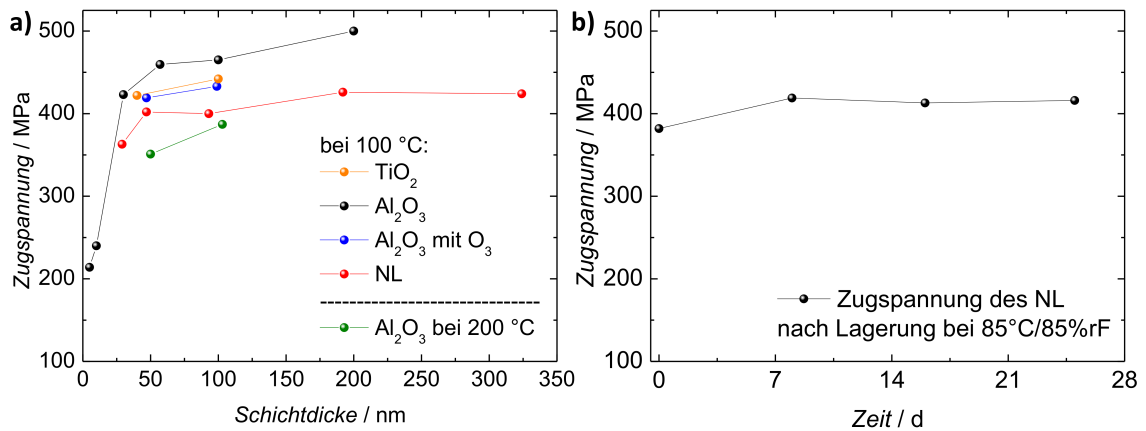 a)
Zugspannung / MPa
500
400
300
200
100
0
50
100
150
200
250
300
350
Schichtdicke / nm
bei 100 °C:
TiO₂
Al₂O₃
Al₂O₃ mit O₃
NL
Al₂O₃ bei 200 °C
b)
Zugspannung / MPa
500
400
300
200
100
0
7
14
21
28
Zeit / d
Zugspannung des NL
nach Lagerung bei 85°C/85%rF